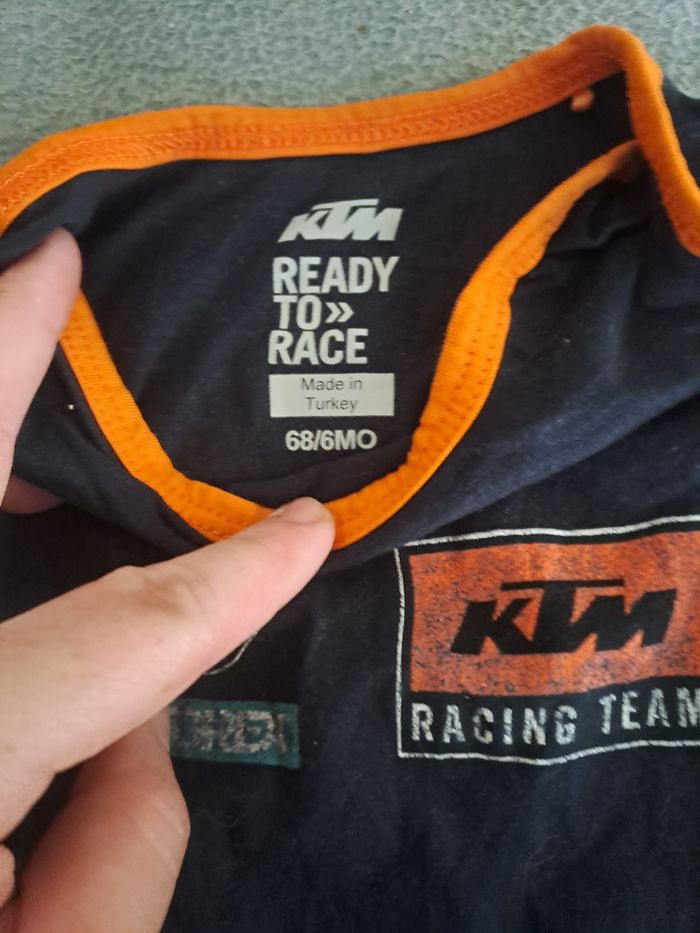 KTM
READY
TO»
RACE
Made in
Turkey
68/6MO
KTM
RACING TEAM